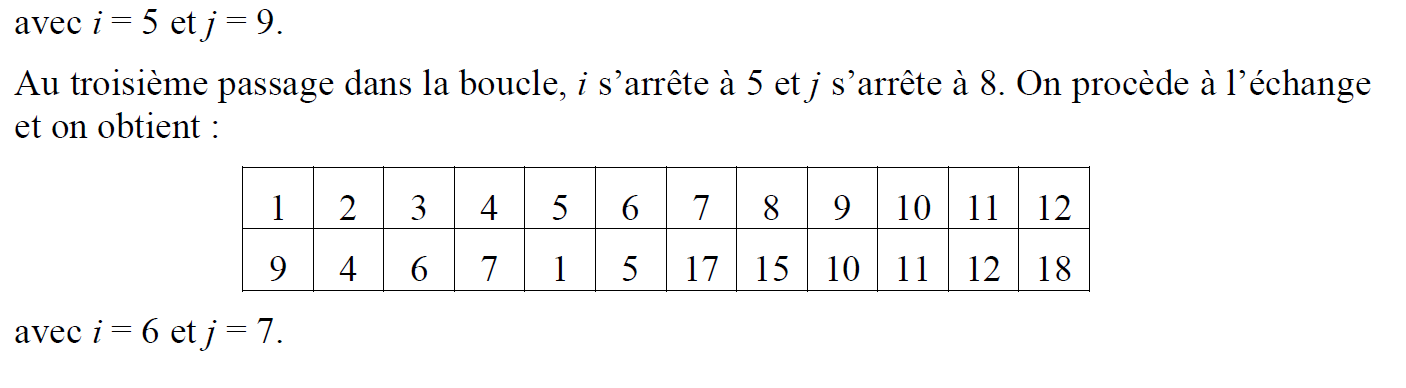 avec i = 5 et j = 9.
Au troisième passage dans la boucle, i s’arrête à 5 et j s’arrête à 8. On procède à l’échange
et on obtient :
1 2 3 4 5 6 7 8 9 10 11 12
9 4 6 7 1 5 17 15 10 11 12 18
avec i = 6 et j = 7.